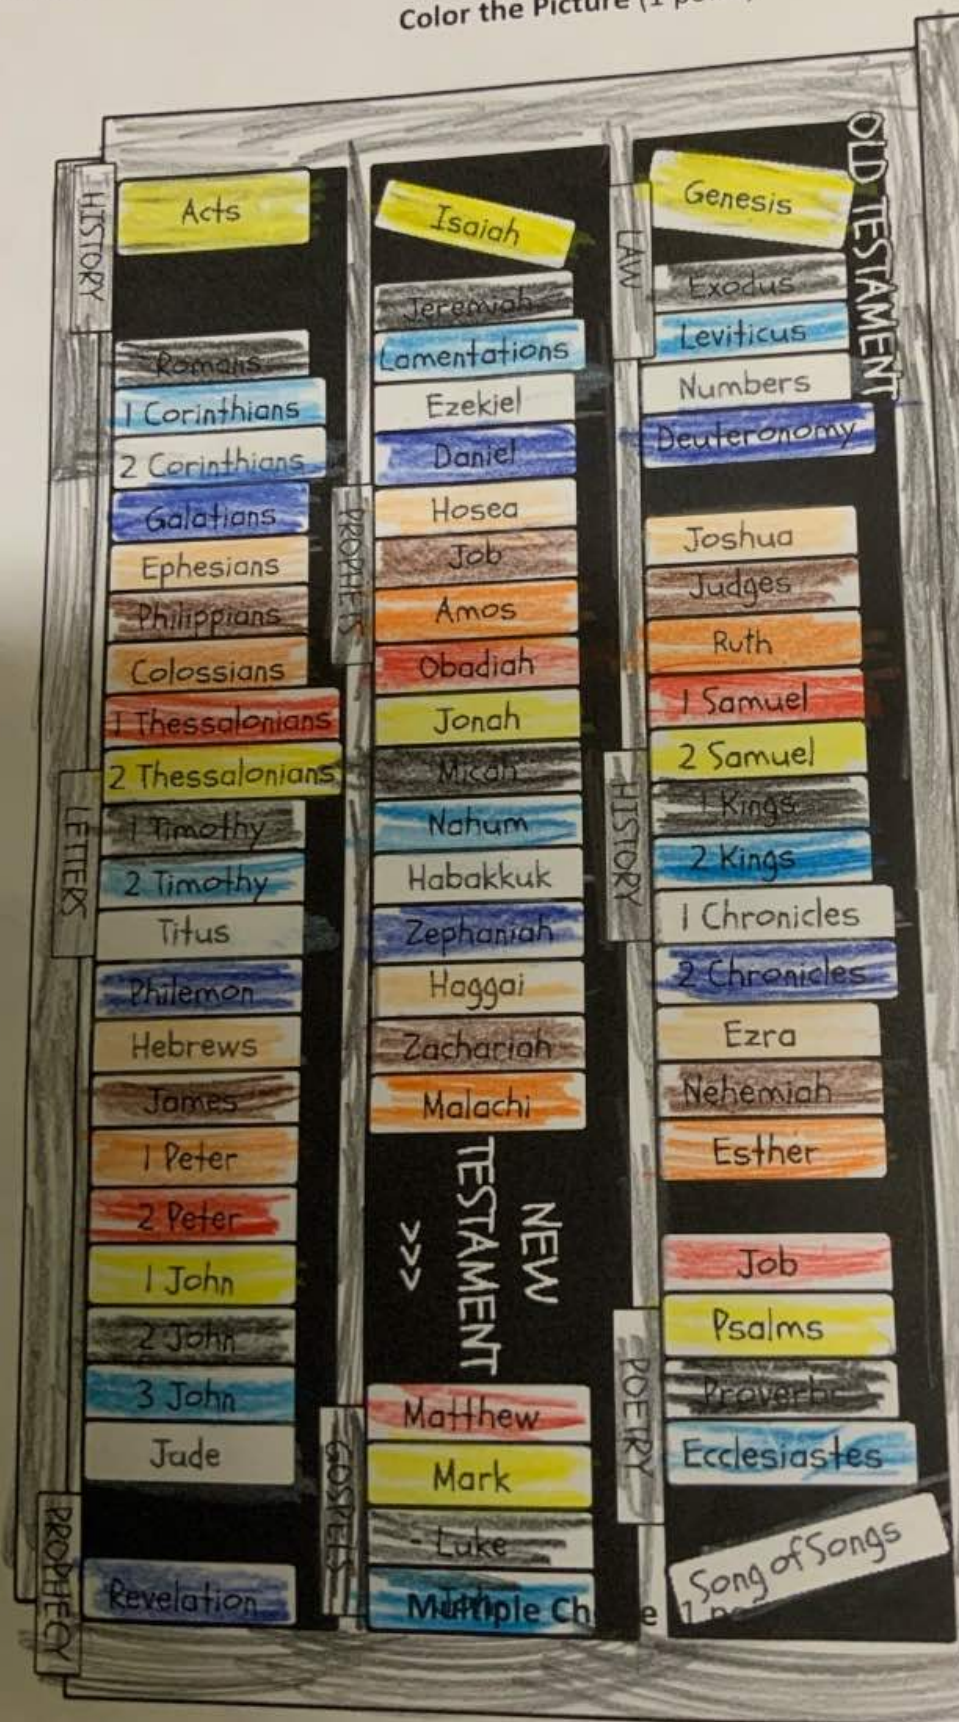 Color the Picture (1
HISTORY
Acts
Romans
1 Corinthians
2 Corinthians
Galatians
Ephesians
Philippians
Colossians
1 Thessalonians
2 Thessalonians
LETTERS
1 Timothy
2 Timothy
Titus
Philemon
Hebrews
James
1 Peter
2 Peter
1 John
2 John
3 John
Jude
PROPHECY
Revelation
Isaiah
Jeremiah
Lamentations
Ezekiel
Daniel
PROPHETS
Hosea
Job
Amos
Obadiah
Jonah
Micah
Nahum
Habakkuk
Zephaniah
Haggai
Zachariah
Malachi
NEW
TESTAMENT
>>>
GOSPELS
Matthew
Mark
Luke
Multiple
OLD TESTAMENT
LAW
Genesis
Exodus
Leviticus
Numbers
Deuteronomy
HISTORY
Joshua
Judges
Ruth
1 Samuel
2 Samuel
1 Kings
2 Kings
1 Chronicles
2 Chronicles
Ezra
Nehemiah
Esther
POETRY
Job
Psalms
Proverbs
Ecclesiastes
Song of Songs